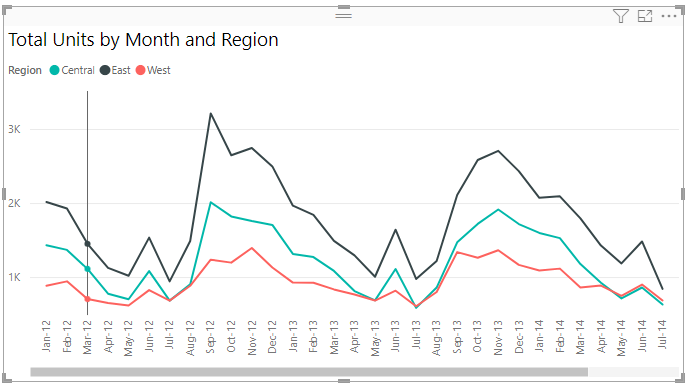 Total Units by Month and Region
Region Central East West
3K
2K
1K
Jan-12 Feb-12 Mar-12 Apr-12 May-12 Jun-12 Jul-12 Aug-12 Sep-12 Oct-12 Nov-12 Dec-12 Jan-13 Feb-13 Mar-13 Apr-13 May-13 Jun-13 Jul-13 Aug-13 Sep-13 Oct-13 Nov-13 Dec-13 Jan-14 Feb-14 Mar-14 Apr-14 May-14 Jun-14 Jul-14